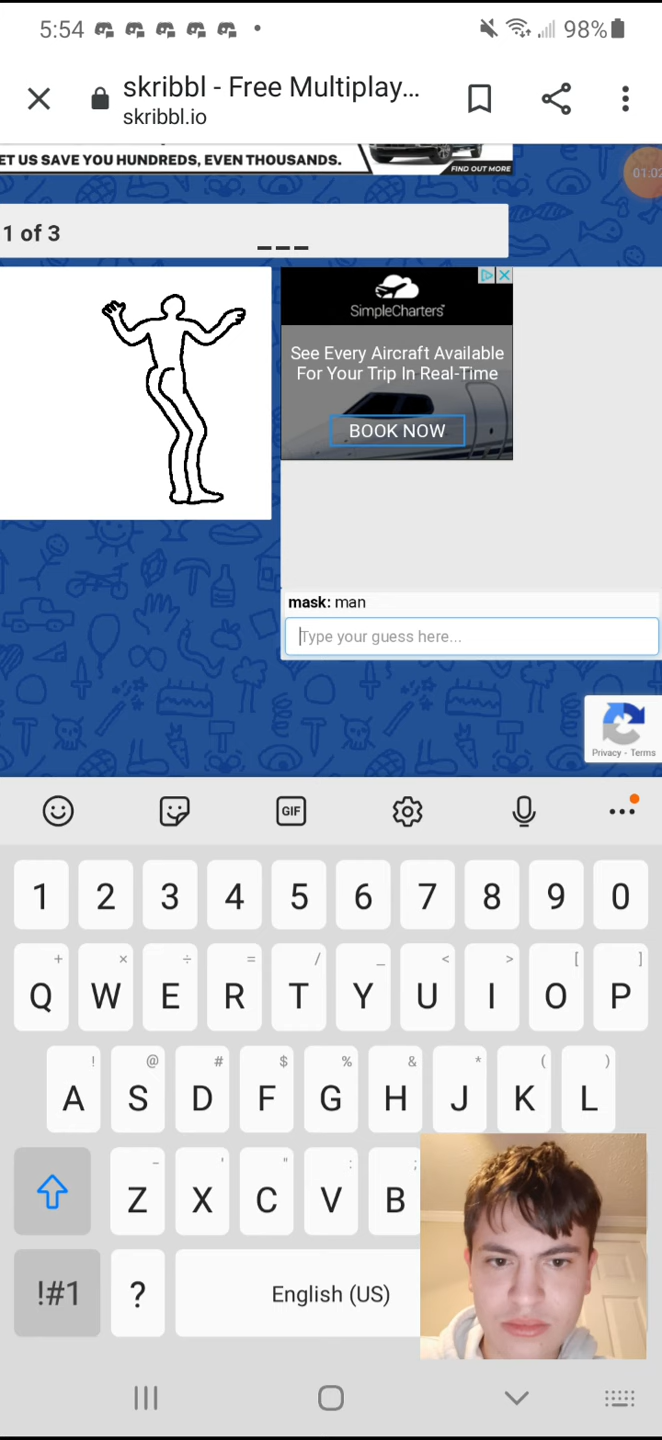 5:54
98%
skribbl - Free Multiplay...
skribbl.io
ET US SAVE YOU HUNDREDS, EVEN THOUSANDS.
FIND OUT MORE
01:02
1 of 3
_ _ _
SimpleCharters
See Every Aircraft Available
For Your Trip In Real-Time
BOOK NOW
mask: man
Type your guess here...
Privacy - Terms
GIF
1 2 3 4 5 6 7 8 9 0
+ × ÷ = / _ < > [ ]
Q W E R T Y U I O P
! @ # $ % & * ( )
A S D F G H J K L
- ' " : ;
Z X C V B
!#1 ? English (US)